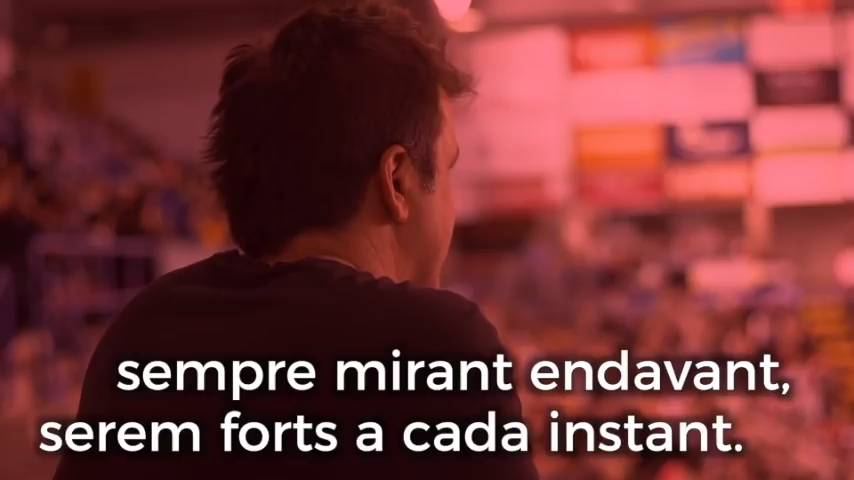 sempre mirant endavant,
serem forts a cada instant.